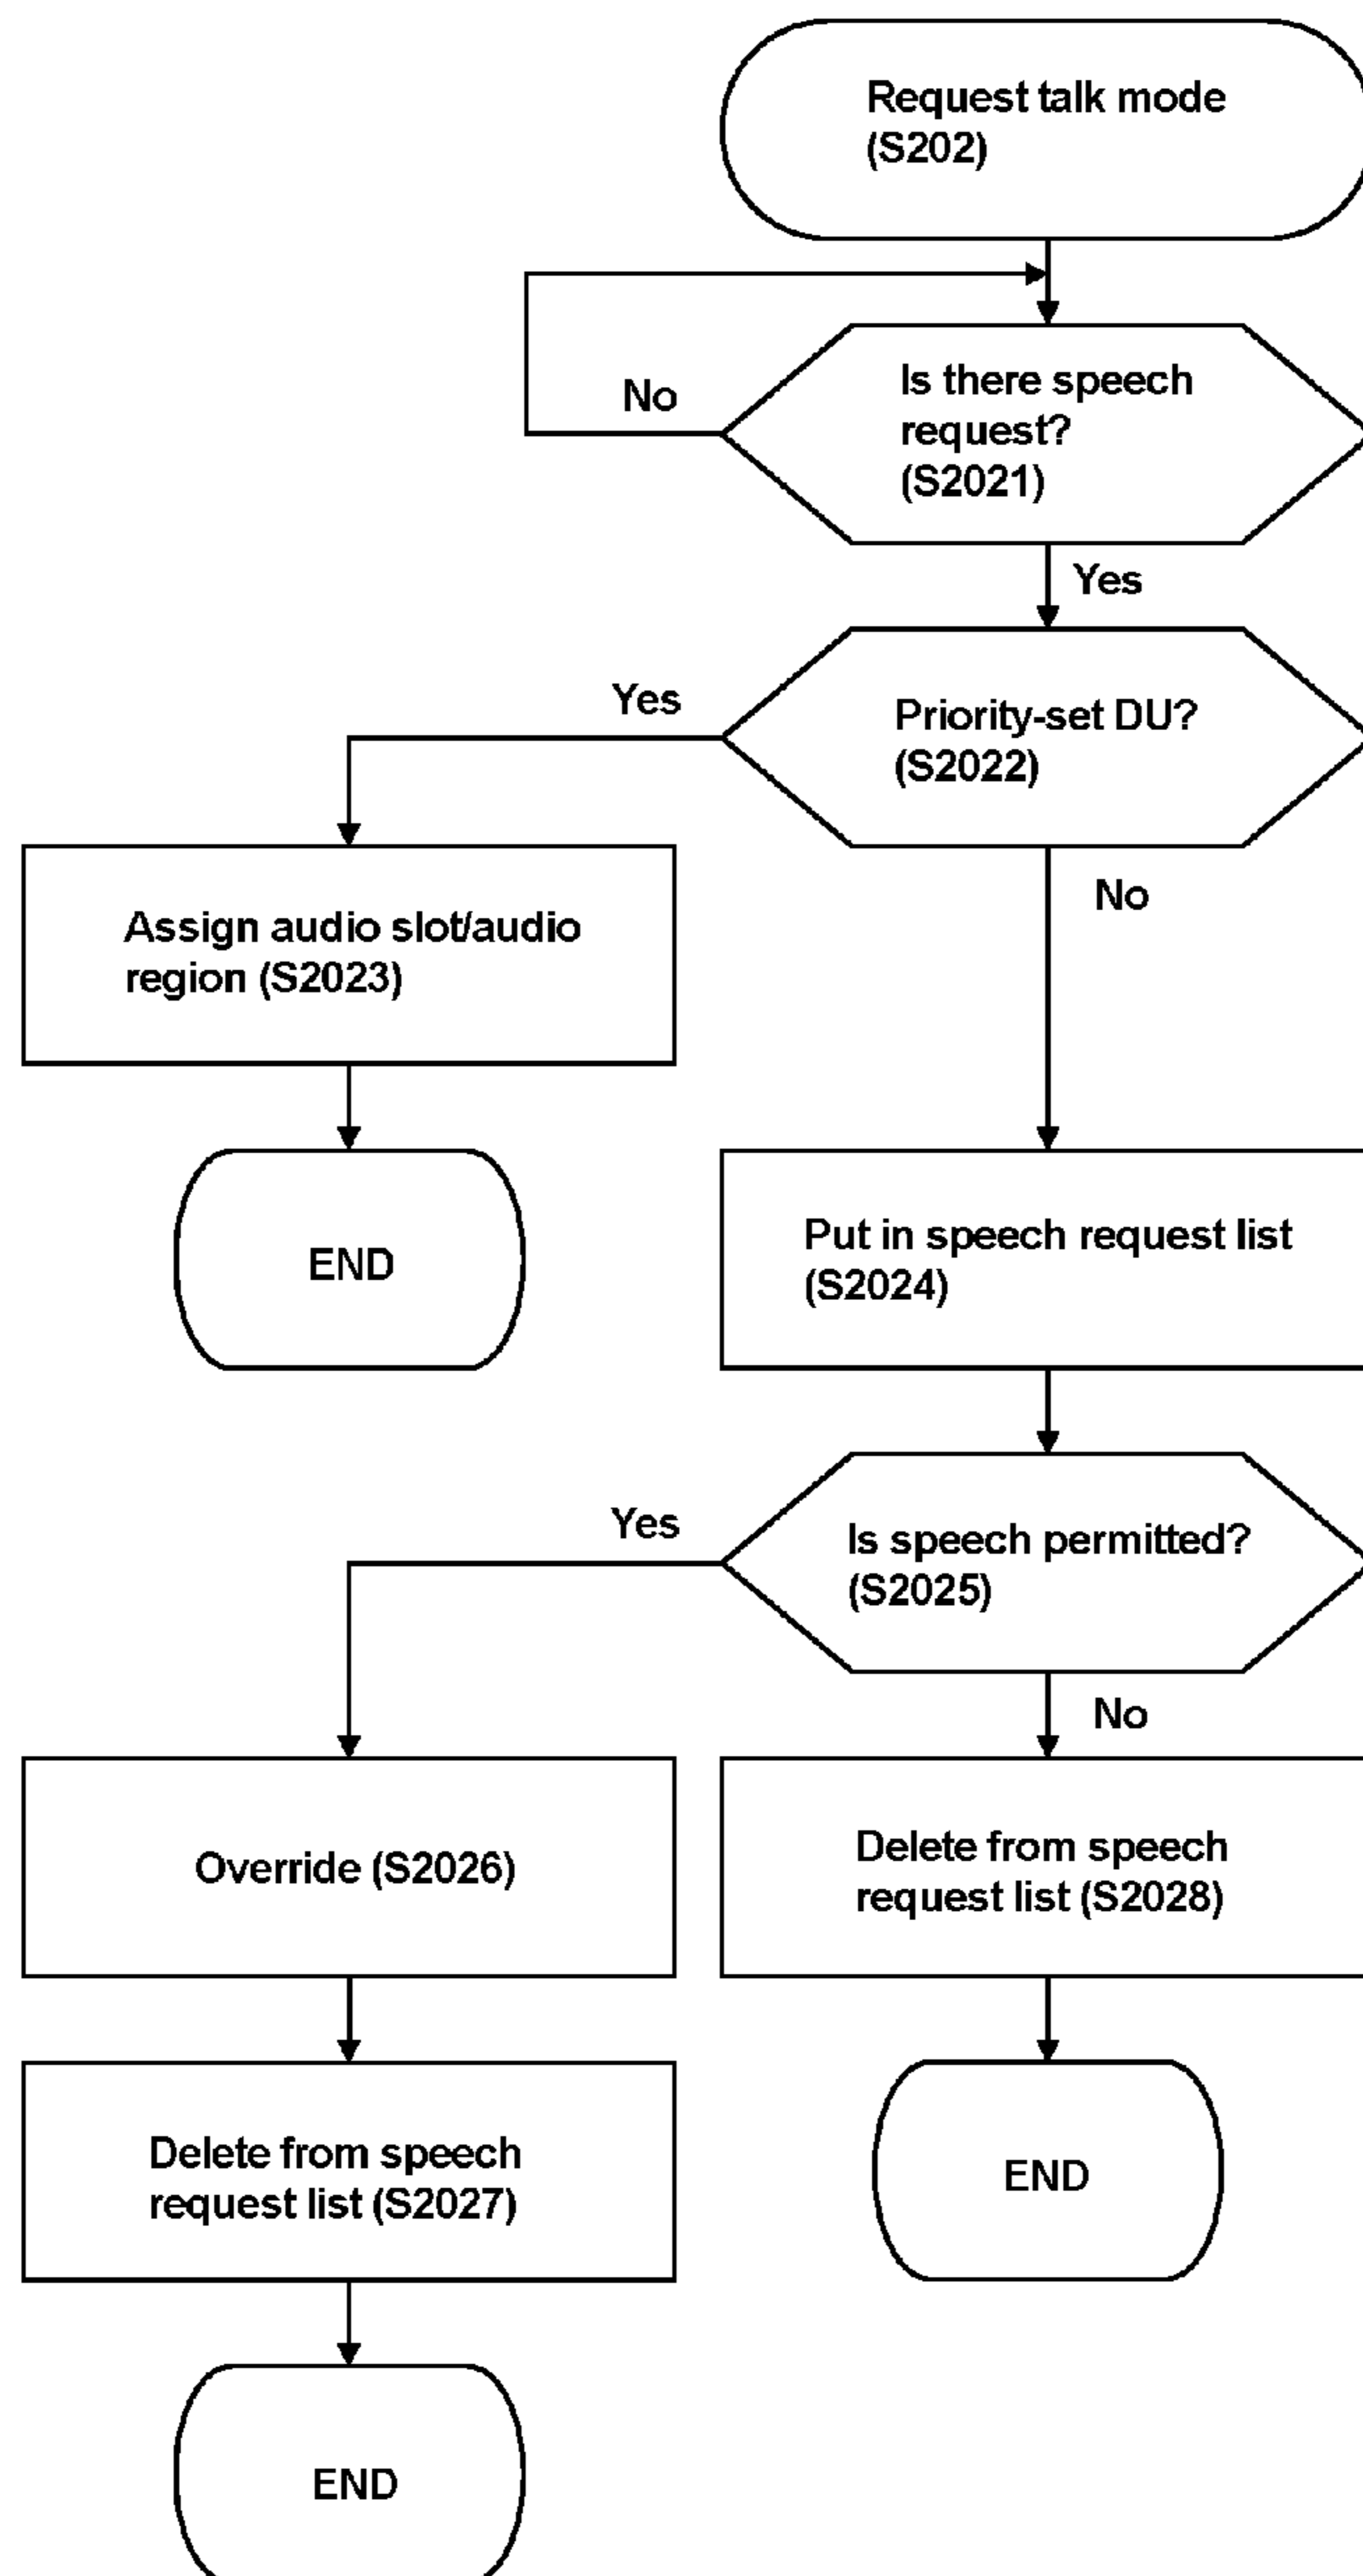 Request talk mode
(S202)
No
Is there speech
request?
(S2021)
Yes
Yes
Priority-set DU?
(S2022)
No
Assign audio slot/audio
region (S2023)
END
Put in speech request list
(S2024)
Yes
Is speech permitted?
(S2025)
No
Override (S2026)
Delete from speech
request list (S2028)
Delete from speech
request list (S2027)
END
END